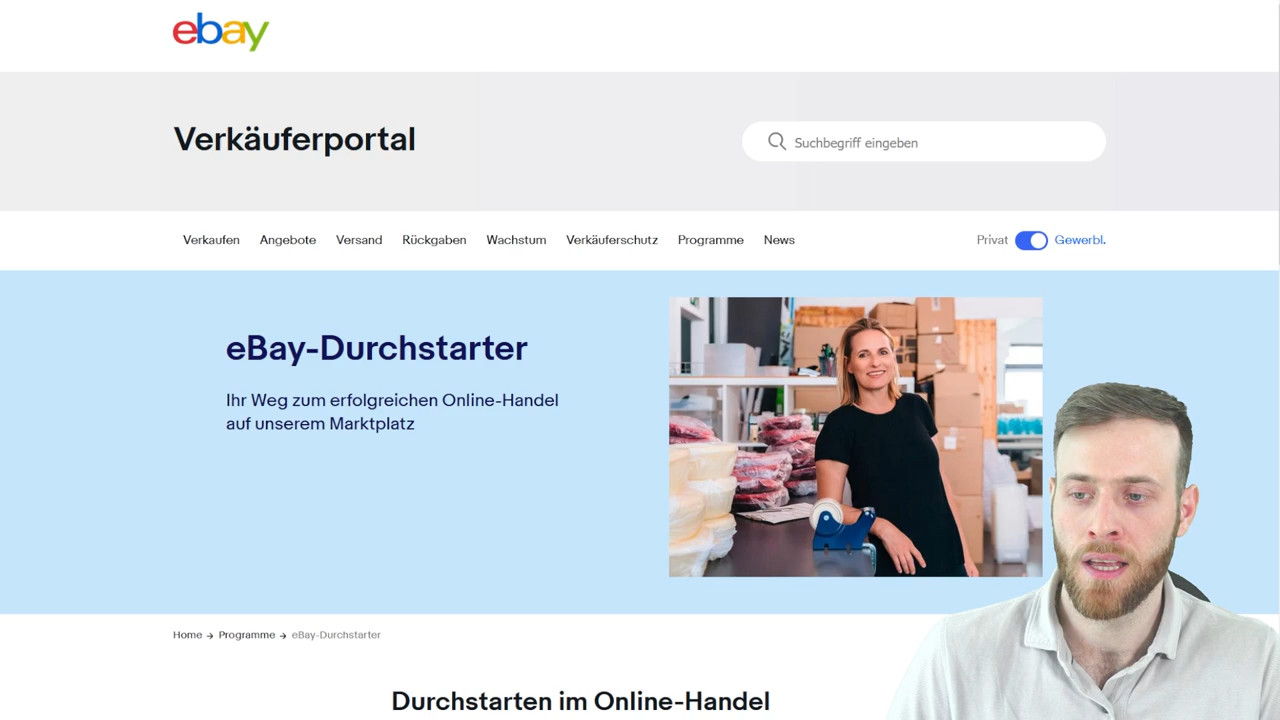 ebay
Verkäuferportal
Suchbegriff eingeben
Verkaufen Angebote Versand Rückgaben Wachstum Verkäuferschutz Programme News
Privat Gewerbl.
eBay-Durchstarter
Ihr Weg zum erfolgreichen Online-Handel
auf unserem Marktplatz
Home → Programme → eBay-Durchstarter
Durchstarten im Online-Handel